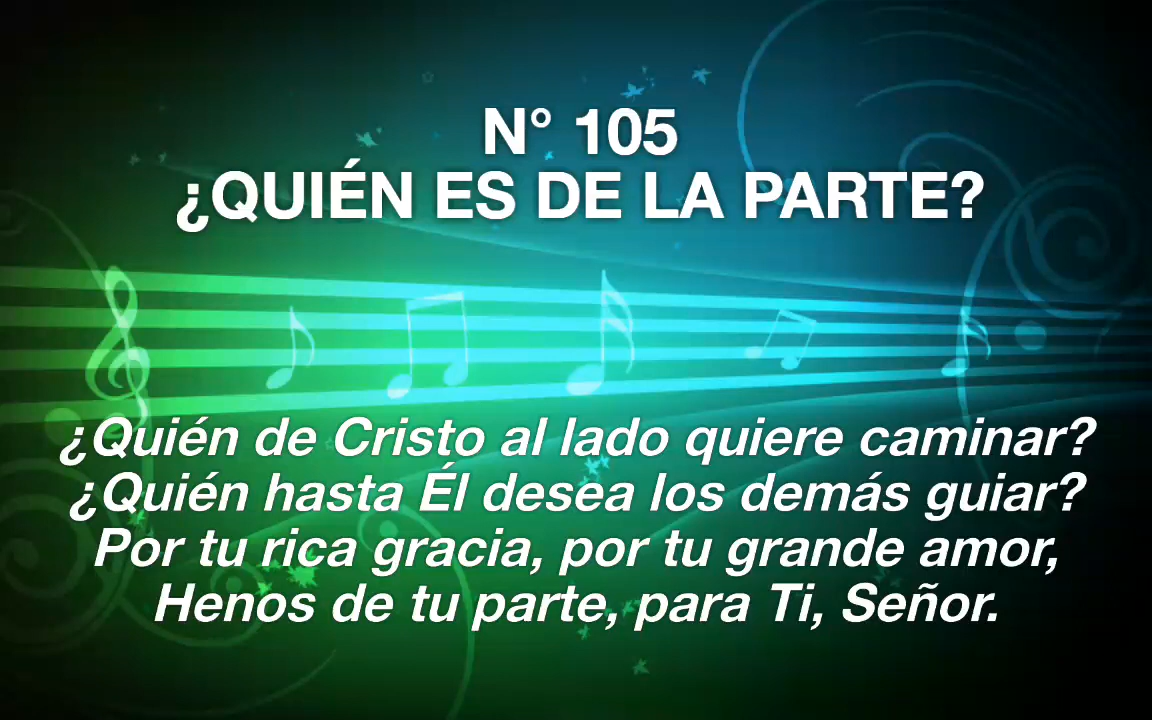 N° 105
¿QUIÉN ES DE LA PARTE?
¿Quién de Cristo al lado quiere caminar?
¿Quién hasta Él desea los demás guiar?
Por tu rica gracia, por tu grande amor,
Henos de tu parte, para Ti, Señor.